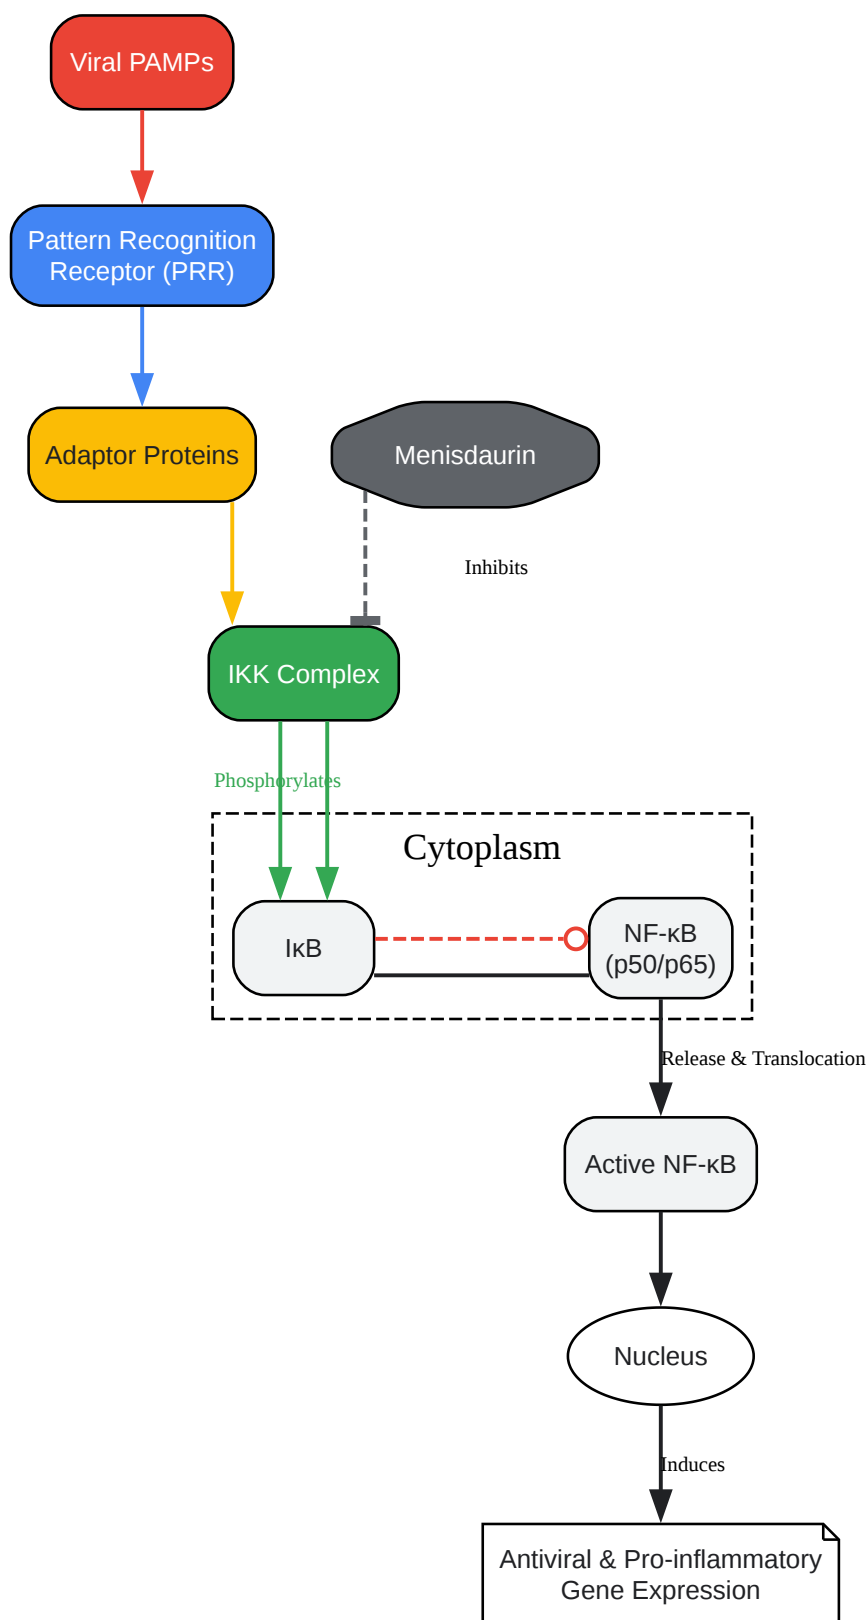 Viral PAMPs
Pattern Recognition
Receptor (PRR)
Adaptor Proteins
Menisdaurin
Inhibits
IKK Complex
Phosphorylates
Cytoplasm
IκB
NF-κB
(p50/p65)
Release & Translocation
Active NF-κB
Nucleus
Induces
Antiviral & Pro-inflammatory
Gene Expression